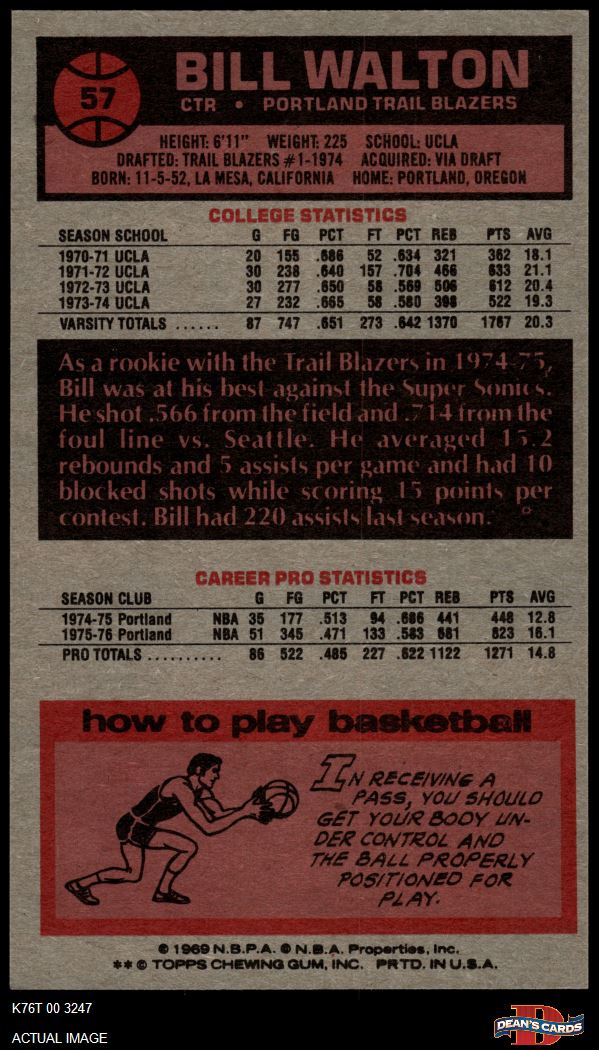 57
BILL WALTON
CTR • PORTLAND TRAIL BLAZERS
HEIGHT: 6'11" WEIGHT: 225 SCHOOL: UCLA
DRAFTED: TRAIL BLAZERS #1-1974 ACQUIRED: VIA DRAFT
BORN: 11-5-52, LA MESA, CALIFORNIA HOME: PORTLAND, OREGON
COLLEGE STATISTICS
SEASON SCHOOL G FG PCT FT PCT REB PTS AVG
1970-71 UCLA 20 155 .686 52 .634 321 362 18.1
1971-72 UCLA 30 238 .640 157 .704 466 633 21.1
1972-73 UCLA 30 277 .650 58 .569 506 612 20.4
1973-74 UCLA 27 232 .665 58 .580 398 522 19.3
VARSITY TOTALS ...... 87 747 .651 273 .642 1370 1767 20.3
As a rookie with the Trail Blazers in 1974-75,
Bill was at his best against the Super Sonics.
He shot .566 from the field and .714 from the
foul line vs. Seattle. He averaged 15.2
rebounds and 5 assists per game and had 10
blocked shots while scoring 15 points per
contest. Bill had 220 assists last season.
CAREER PRO STATISTICS
SEASON CLUB G FG PCT FT PCT REB PTS AVG
1974-75 Portland NBA 35 177 .513 94 .686 441 448 12.8
1975-76 Portland NBA 51 345 .471 133 .583 681 823 16.1
PRO TOTALS .......... 86 522 .485 227 .622 1122 1271 14.8
how to play basketball
IN RECEIVING A
PASS, YOU SHOULD
GET YOUR BODY UN-
DER CONTROL AND
THE BALL PROPERLY
POSITIONED FOR
PLAY.
© 1969 N.B.P.A. © N.B.A. Properties, Inc.
** © TOPPS CHEWING GUM, INC. PRTD. IN U.S.A.
K76T 00 3247
ACTUAL IMAGE
D
DEAN'S CARDS